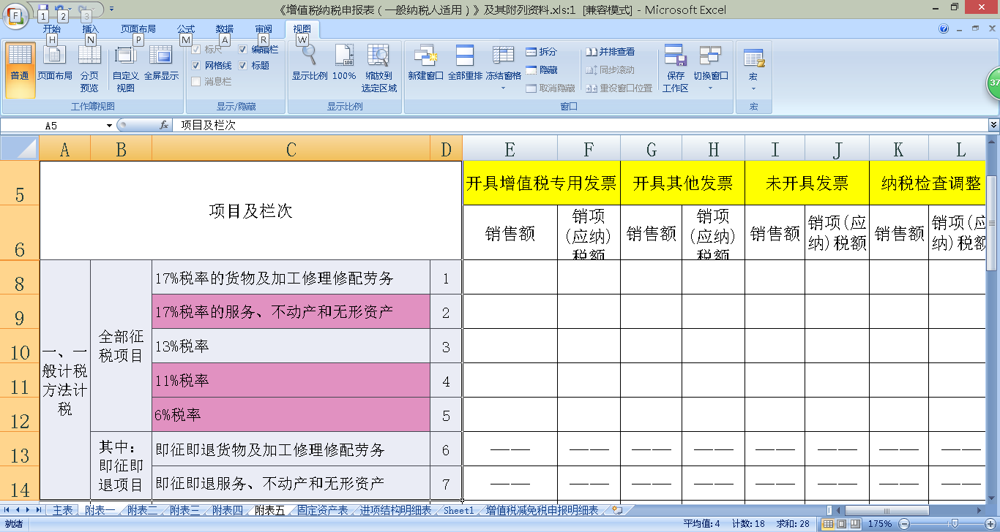 《增值税纳税申报表（一般纳税人适用）》及其附列资料.xls:1 [兼容模式] - Microsoft Excel
F 1 2 3
开始 插入 页面布局 公式 数据 审阅 视图
H N P M A R W
普通 页面布局 分页预览 自定义视图 全屏显示
工作簿视图
标尺 编辑栏
网格线 标题
消息栏
显示/隐藏
显示比例 100% 缩放到选定区域
显示比例
新建窗口 全部重排 冻结窗格
拆分 并排查看
隐藏 同步滚动
取消隐藏 重设窗口位置
保存工作区 切换窗口
窗口
宏
宏
37
A5 fx 项目及栏次
A B C D E F G H I J K L
5 项目及栏次 开具增值税专用发票 开具其他发票 未开具发票 纳税检查调整
6 销售额 销项(应纳)税额 销售额 销项(应纳)税额 销售额 销项(应纳)税额 销售额 销项(应纳)税额
一、一般计税方法计税
全部征税项目
8 17%税率的货物及加工修理修配劳务 1
9 17%税率的服务、不动产和无形资产 2
10 13%税率 3
11 11%税率 4
12 6%税率 5
其中：即征即退项目
13 即征即退货物及加工修理修配劳务 6 —— —— —— —— —— —— —— ——
14 即征即退服务、不动产和无形资产 7 —— —— —— —— —— —— —— ——
主表 附表一 附表二 附表三 附表四 附表五 固定资产表 进项结构明细表 Sheet1 增值税减免税申报明细表
就绪 平均值: 4 计数: 18 求和: 28 175%